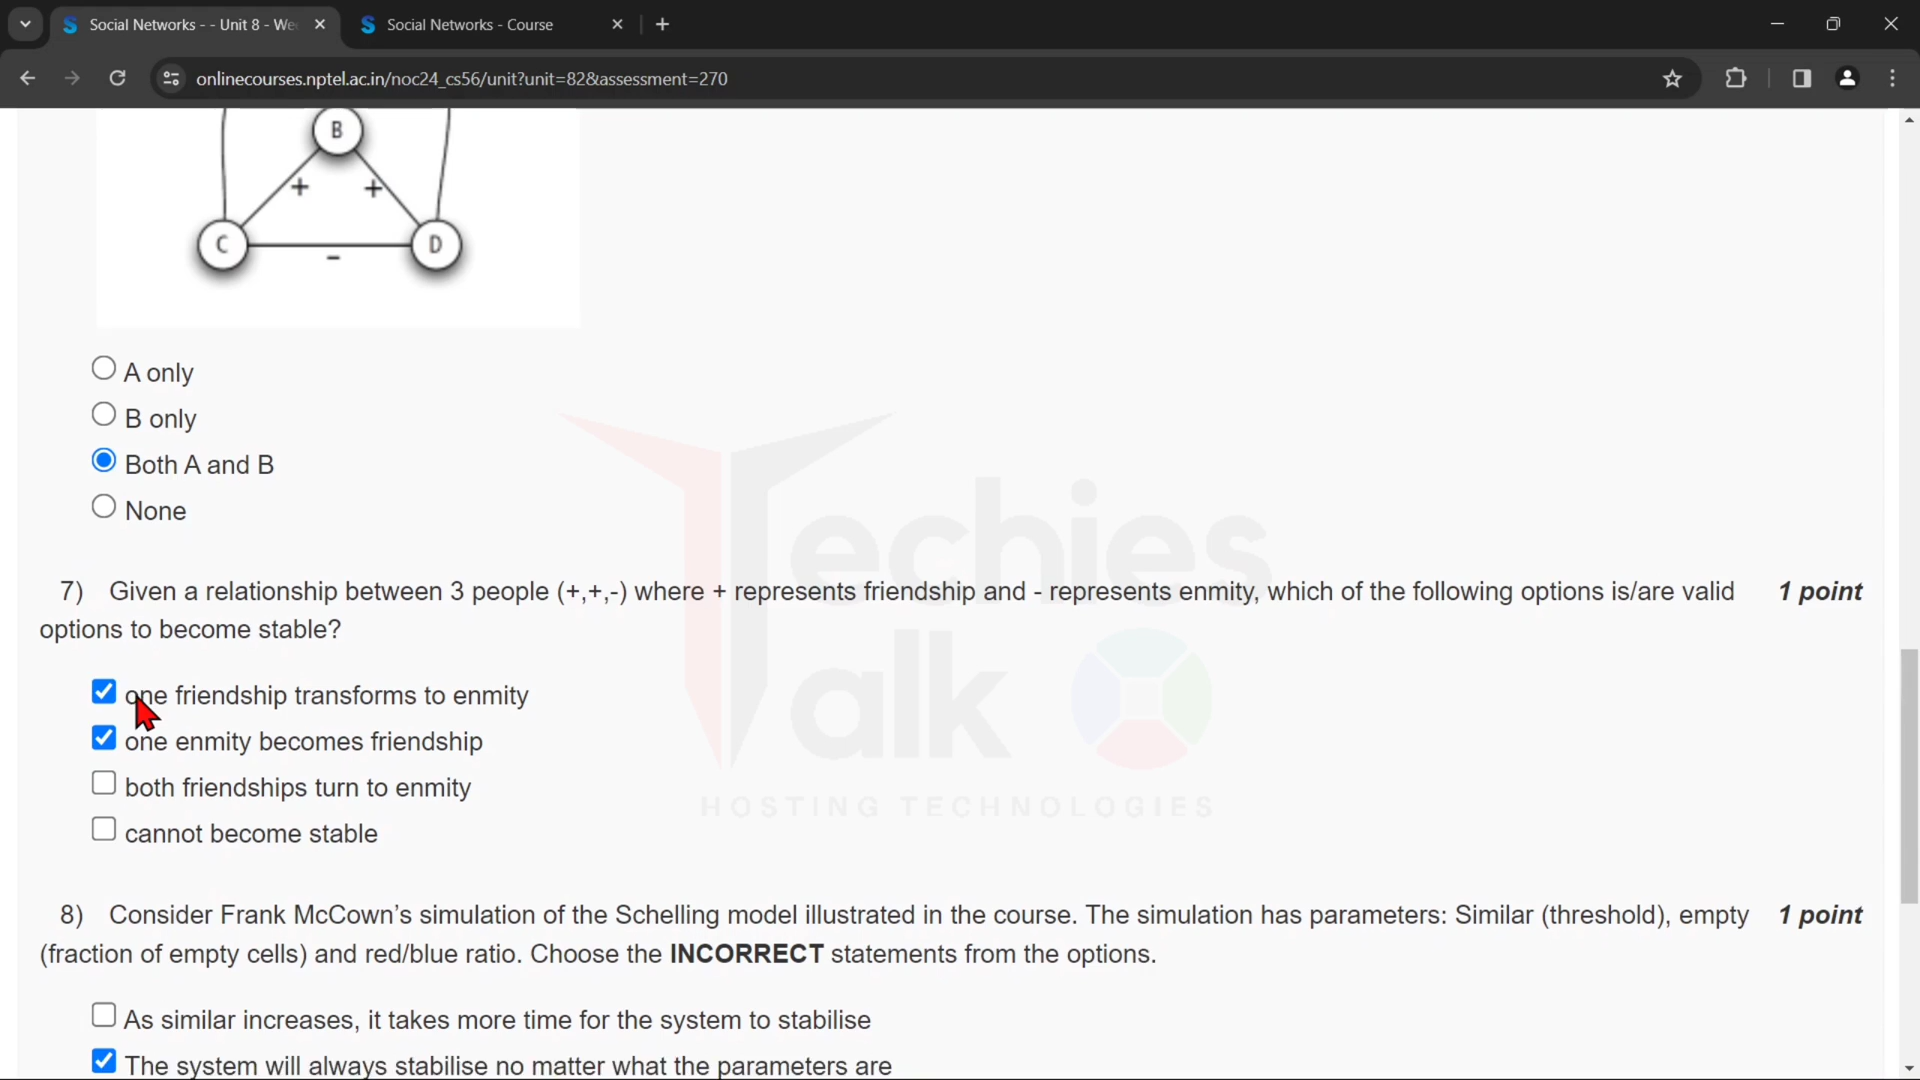 Social Networks - - Unit 8 - We
Social Networks - Course
onlinecourses.nptel.ac.in/noc24_cs56/unit?unit=82&assessment=270
B
+ +
C D
-
A only
B only
Both A and B
None
7) Given a relationship between 3 people (+,+,-) where + represents friendship and - represents enmity, which of the following options is/are valid 1 point
options to become stable?
one friendship transforms to enmity
one enmity becomes friendship
both friendships turn to enmity
cannot become stable
Techies
Talk
HOSTING TECHNOLOGIES
8) Consider Frank McCown’s simulation of the Schelling model illustrated in the course. The simulation has parameters: Similar (threshold), empty 1 point
(fraction of empty cells) and red/blue ratio. Choose the INCORRECT statements from the options.
As similar increases, it takes more time for the system to stabilise
The system will always stabilise no matter what the parameters are